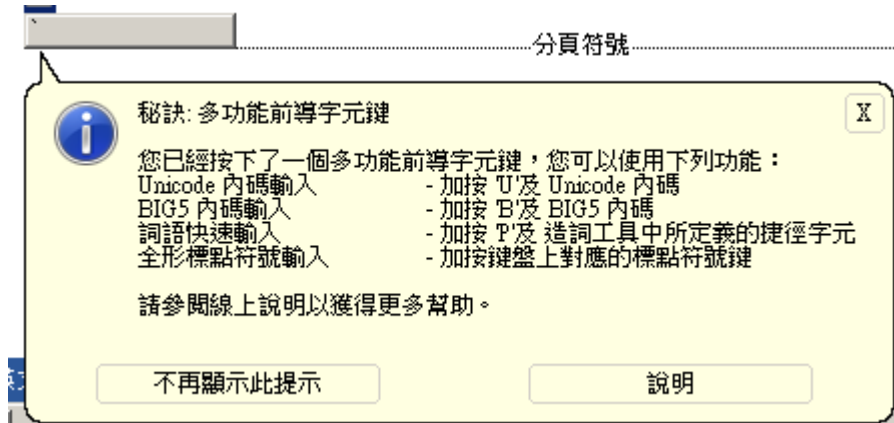 `
分頁符號
秘訣: 多功能前導字元鍵
X
您已經按下了一個多功能前導字元鍵，您可以使用下列功能：
Unicode 內碼輸入 - 加按 'U'及 Unicode 內碼
BIG5 內碼輸入 - 加按 'B'及 BIG5 內碼
詞語快速輸入 - 加按 'P'及 造詞工具中所定義的捷徑字元
全形標點符號輸入 - 加按鍵盤上對應的標點符號鍵
請參閱線上說明以獲得更多幫助。
不再顯示此提示
說明